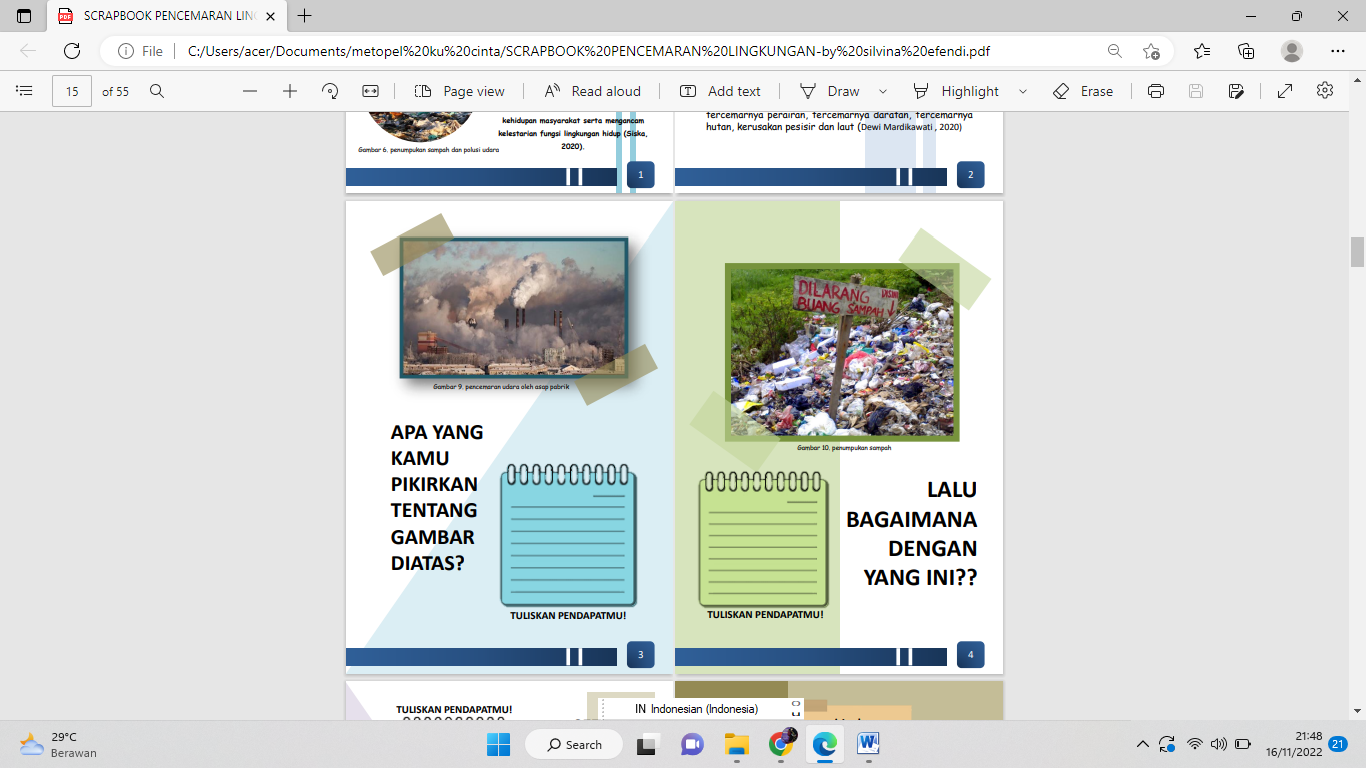 SCRAPBOOK PENCEMARAN LIN
File
C:/Users/acer/Documents/metopel%20ku%20cinta/SCRAPBOOK%20PENCEMARAN%20LINGKUNGAN-by%20silvina%20efendi.pdf
15 of 55
Page view
Read aloud
Add text
Draw
Highlight
Erase
kehidupan masyarakat serta mengancam
kelestarian fungsi lingkungan hidup (Siska,
2020).
Gambar 6. penumpukan sampah dan polusi udara
1
tercemarnya perairan, tercemarnya daratan, tercemarnya
hutan, kerusakan pesisir dan laut (Dewi Mardikawati , 2020)
2
Gambar 9. pencemaran udara oleh asap pabrik
APA YANG
KAMU
PIKIRKAN
TENTANG
GAMBAR
DIATAS?
TULISKAN PENDAPATMU!
3
DILARANG DISINI
BUANG SAMPAH
Gambar 10. penumpukan sampah
LALU
BAGAIMANA
DENGAN
YANG INI??
TULISKAN PENDAPATMU!
4
TULISKAN PENDAPATMU!
IN Indonesian (Indonesia)
29°C
Berawan
Search
21:48
16/11/2022
21